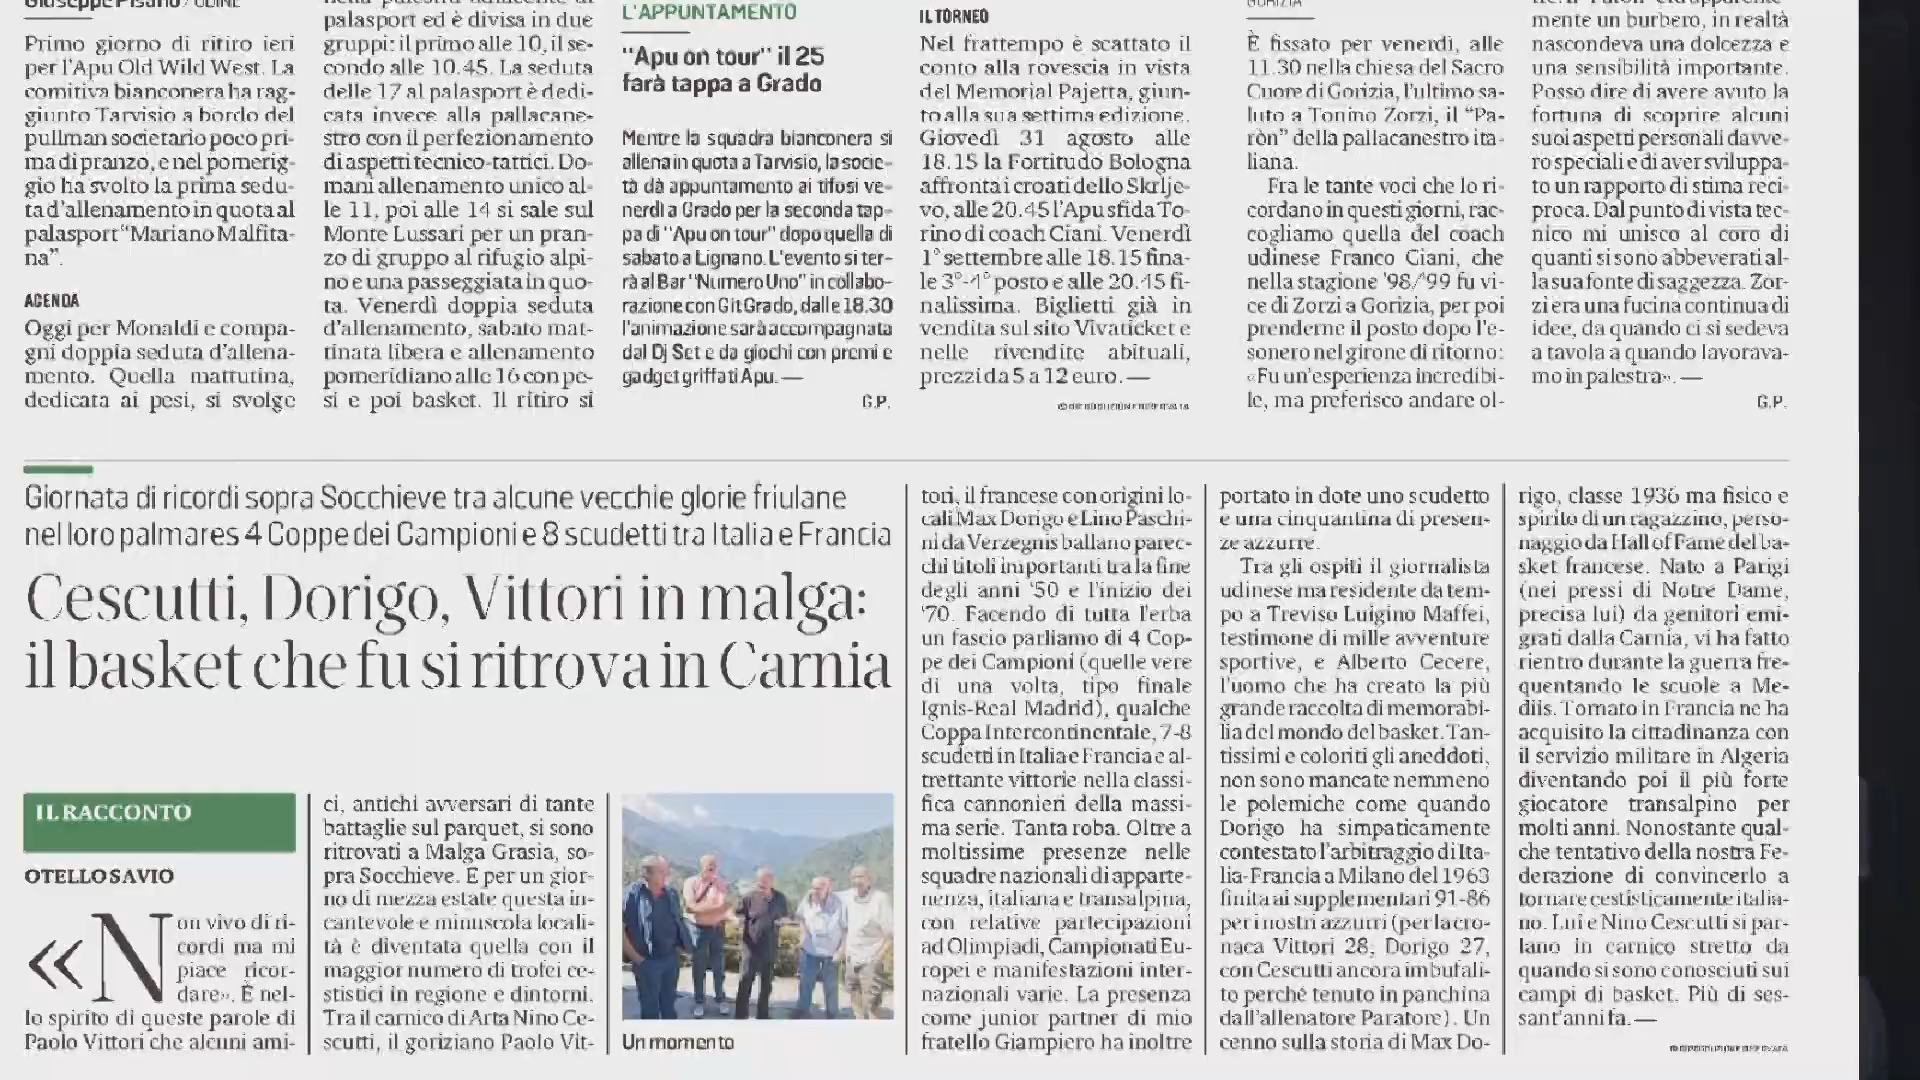 Giuseppe Pisano / UDINE
Primo giorno di ritiro ieri
per l'Apu Old Wild West. La
comitiva bianconera ha rag-
giunto Tarvisio a bordo del
pullman societario poco pri-
ma di pranzo, e nel pomerig-
gio ha svolto la prima sedu-
ta d'allenamento in quota al
palasport "Mariano Malfita-
na".
AGENDA
Oggi per Monaldi e compa-
gni doppia seduta d'allena-
mento. Quella mattutina,
dedicata ai pesi, si svolge
palasport ed è divisa in due
gruppi: il primo alle 10, il se-
condo alle 10.45. La seduta
delle 17 al palasport è dedi-
cata invece alla pallacane-
stro con il perfezionamento
di aspetti tecnico-tattici. Do-
mani allenamento unico al-
le 11, poi alle 14 si sale sul
Monte Lussari per un pran-
zo di gruppo al rifugio alpi-
no e una passeggiata in quo-
ta. Venerdì doppia seduta
d'allenamento, sabato mat-
tinata libera e allenamento
pomeridiano alle 16 con pe-
si e poi basket. Il ritiro si
L'APPUNTAMENTO
"Apu on tour" il 25
farà tappa a Grado
Mentre la squadra bianconera si
allena in quota a Tarvisio, la socie-
tà dà appuntamento ai tifosi ve-
nerdì a Grado per la seconda tap-
pa di "Apu on tour" dopo quella di
sabato a Lignano. L'evento si ter-
rà al Bar "Numero Uno" in collabo-
razione con Git Grado, dalle 18.30
l'animazione sarà accompagnata
dal Dj Set e da giochi con premi e
gadget griffati Apu. —
G.P.
IL TORNEO
Nel frattempo è scattato il
conto alla rovescia in vista
del Memorial Pajetta, giun-
to alla sua settima edizione.
Giovedì 31 agosto alle
18.15 la Fortitudo Bologna
affronta i croati dello Skrlje-
vo, alle 20.45 l'Apu sfida To-
rino di coach Ciani. Venerdì
1° settembre alle 18.15 fina-
le 3°-4° posto e alle 20.45 fi-
nalissima. Biglietti già in
vendita sul sito Vivaticket e
nelle rivendite abituali,
prezzi da 5 a 12 euro. —
GORIZIA
È fissato per venerdì, alle
11.30 nella chiesa del Sacro
Cuore di Gorizia, l'ultimo sa-
luto a Tonino Zorzi, il "Pa-
ròn" della pallacanestro ita-
liana.
Fra le tante voci che lo ri-
cordano in questi giorni, rac-
cogliamo quella del coach
udinese Franco Ciani, che
nella stagione '98/'99 fu vi-
ce di Zorzi a Gorizia, per poi
prenderne il posto dopo l'e-
sonero nel girone di ritorno:
«Fu un'esperienza incredibi-
le, ma preferisco andare ol-
mente un burbero, in realtà
nascondeva una dolcezza e
una sensibilità importante.
Posso dire di avere avuto la
fortuna di scoprire alcuni
suoi aspetti personali davve-
ro speciali e di aver sviluppa-
to un rapporto di stima reci-
proca. Dal punto di vista tec-
nico mi unisco al coro di
quanti si sono abbeverati al-
la sua fonte di saggezza. Zor-
zi era una fucina continua di
idee, da quando ci si sedeva
a tavola a quando lavorava-
mo in palestra». —
G.P.
Giornata di ricordi sopra Socchieve tra alcune vecchie glorie friulane
nel loro palmares 4 Coppe dei Campioni e 8 scudetti tra Italia e Francia
Cescutti, Dorigo, Vittori in malga:
il basket che fu si ritrova in Carnia
IL RACCONTO
OTELLO SAVIO
«Non vivo di ri-
cordi ma mi
piace ricor-
dare». È nel-
lo spirito di queste parole di
Paolo Vittori che alcuni ami-
ci, antichi avversari di tante
battaglie sul parquet, si sono
ritrovati a Malga Grasia, so-
pra Socchieve. E per un gior-
no di mezza estate questa in-
cantevole e minuscola locali-
tà è diventata quella con il
maggior numero di trofei ce-
stistici in regione e dintorni.
Tra il carnico di Arta Nino Ce-
scutti, il goriziano Paolo Vit-
Un momento
tori, il francese con origini lo-
cali Max Dorigo e Lino Paschi-
ni da Verzegnis ballano parec-
chi titoli importanti tra la fine
degli anni '50 e l'inizio dei
'70. Facendo di tutta l'erba
un fascio parliamo di 4 Cop-
pe dei Campioni (quelle vere
di una volta, tipo finale
Ignis-Real Madrid), qualche
Coppa Intercontinentale, 7-8
scudetti in Italia e Francia e al-
trettante vittorie nella classi-
fica cannonieri della massi-
ma serie. Tanta roba. Oltre a
moltissime presenze nelle
squadre nazionali di apparte-
nenza, italiana e transalpina,
con relative partecipazioni
ad Olimpiadi, Campionati Eu-
ropei e manifestazioni inter-
nazionali varie. La presenza
come junior partner di mio
fratello Giampiero ha inoltre
portato in dote uno scudetto
e una cinquantina di presen-
ze azzurre.
Tra gli ospiti il giornalista
udinese ma residente da tem-
po a Treviso Luigino Maffei,
testimone di mille avventure
sportive, e Alberto Cecere,
l'uomo che ha creato la più
grande raccolta di memorabi-
lia del mondo del basket. Tan-
tissimi e coloriti gli aneddoti,
non sono mancate nemmeno
le polemiche come quando
Dorigo ha simpaticamente
contestato l'arbitraggio di Ita-
lia-Francia a Milano del 1963
finita ai supplementari 91-86
per i nostri azzurri (per la cro-
naca Vittori 28, Dorigo 27,
con Cescutti ancora imbufali-
to perché tenuto in panchina
dall'allenatore Paratore). Un
cenno sulla storia di Max Do-
rigo, classe 1936 ma fisico e
spirito di un ragazzino, perso-
naggio da Hall of Fame del ba-
sket francese. Nato a Parigi
(nei pressi di Notre Dame,
precisa lui) da genitori emi-
grati dalla Carnia, vi ha fatto
rientro durante la guerra fre-
quentando le scuole a Me-
diis. Tornato in Francia ne ha
acquisito la cittadinanza con
il servizio militare in Algeria
diventando poi il più forte
giocatore transalpino per
molti anni. Nonostante qual-
che tentativo della nostra Fe-
derazione di convincerlo a
tornare cestisticamente italia-
no. Lui e Nino Cescutti si par-
lano in carnico stretto da
quando si sono conosciuti sui
campi di basket. Più di ses-
sant'anni fa. —